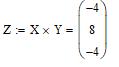 Z := X × Y = (
-4
8
-4
)